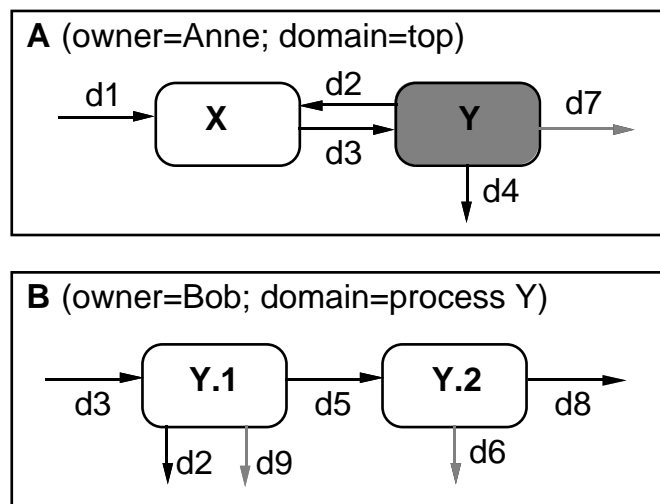 A (owner=Anne; domain=top)
d1
d2
d7
X
Y
d3
d4
B (owner=Bob; domain=process Y)
Y.1
Y.2
d3
d5
d8
d2
d9
d6